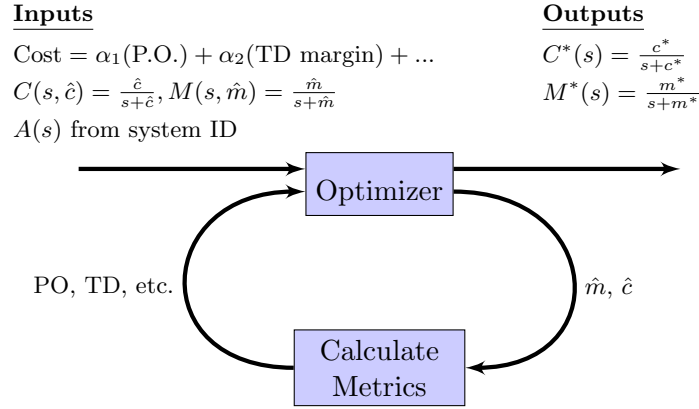 Inputs
Cost = α₁(P.O.) + α₂(TD margin) + ...
C(s, ĉ) = ĉ/(s+ĉ), M(s, m̂) = m̂/(s+m̂)
A(s) from system ID
Outputs
C*(s) = c*/(s+c*)
M*(s) = m*/(s+m*)
Optimizer
PO, TD, etc.
m̂, ĉ
Calculate
Metrics